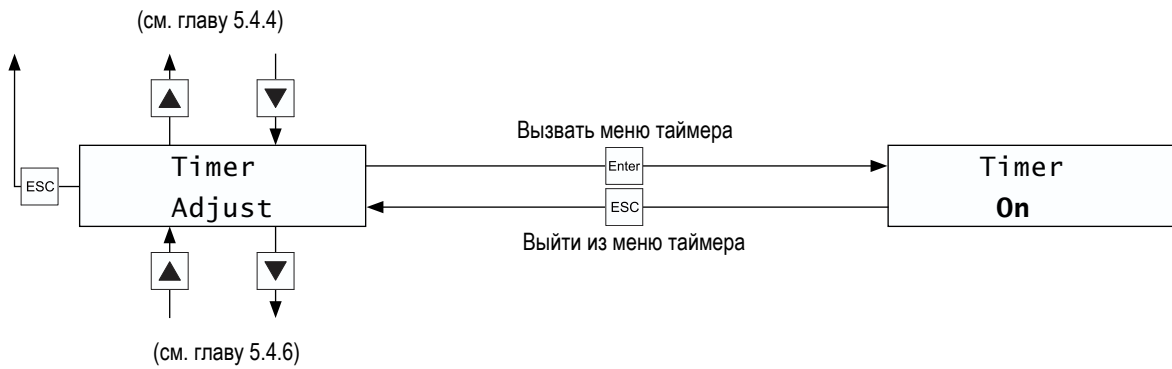 (см. главу 5.4.4)
Вызвать меню таймера
Timer
Enter
Timer
ESC
Adjust
ESC
On
Выйти из меню таймера
(см. главу 5.4.6)